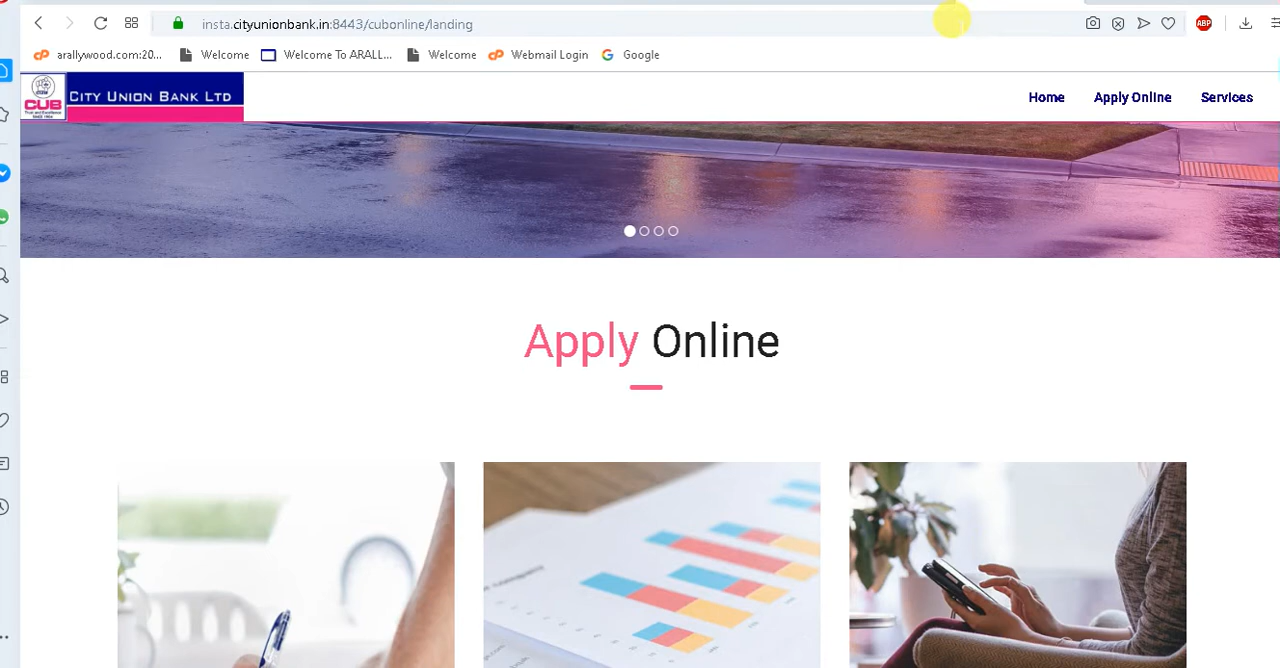 insta.cityunionbank.in:8443/cubonline/landing
ABP
arallywood.com:20... Welcome Welcome To ARALL... Welcome Webmail Login Google
CUB
CITY UNION BANK LTD
Home Apply Online Services
Apply Online